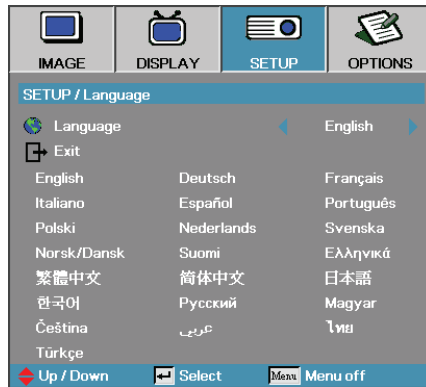 IMAGE DISPLAY SETUP OPTIONS
SETUP / Language
Language English
Exit
English Deutsch Français
Italiano Español Português
Polski Nederlands Svenska
Norsk/Dansk Suomi Ελληνικά
繁體中文 简体中文 日本語
한국어 Русский Magyar
Čeština عربي ไทย
Türkçe
Up / Down Select Menu Menu off